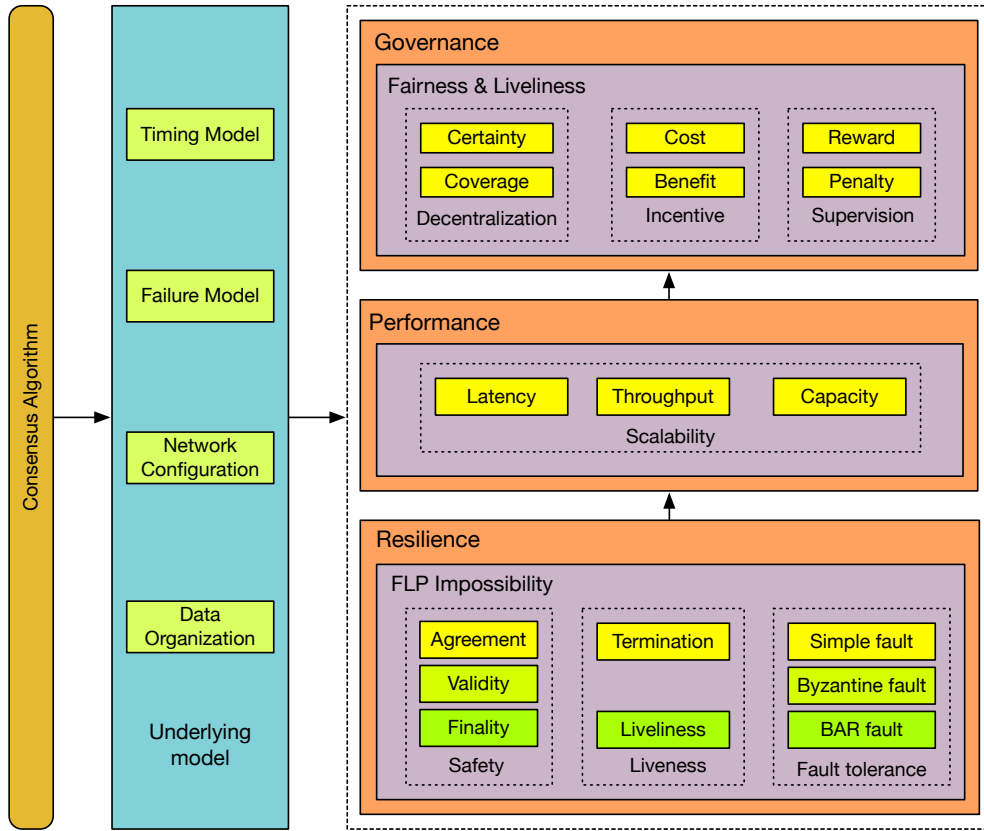 Consensus Algorithm
Timing Model
Failure Model
Network
Configuration
Data
Organization
Underlying
model
Governance
Fairness & Liveliness
Certainty
Coverage
Decentralization
Cost
Benefit
Incentive
Reward
Penalty
Supervision
Performance
Latency
Throughput
Capacity
Scalability
Resilience
FLP Impossibility
Agreement
Validity
Finality
Safety
Termination
Liveliness
Liveness
Simple fault
Byzantine fault
BAR fault
Fault tolerance